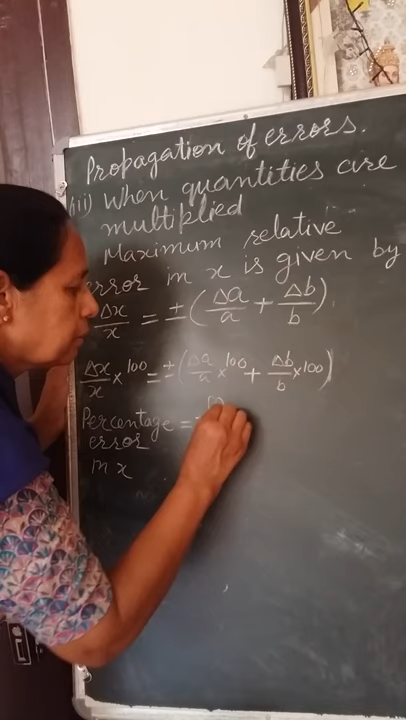 Propagation of errors.
iii) When quantities are
multiplied
Maximum relative
error in x is given by
Δx/x = ±(Δa/a + Δb/b)
Δx/x × 100 = ±(Δa/a × 100 + Δb/b × 100)
Percentage =
error
in x